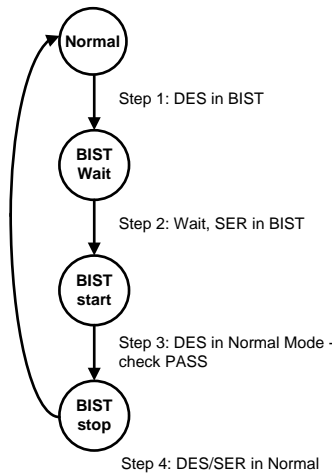 Normal
Step 1: DES in BIST
BIST
Wait
Step 2: Wait, SER in BIST
BIST
start
Step 3: DES in Normal Mode -
check PASS
BIST
stop
Step 4: DES/SER in Normal